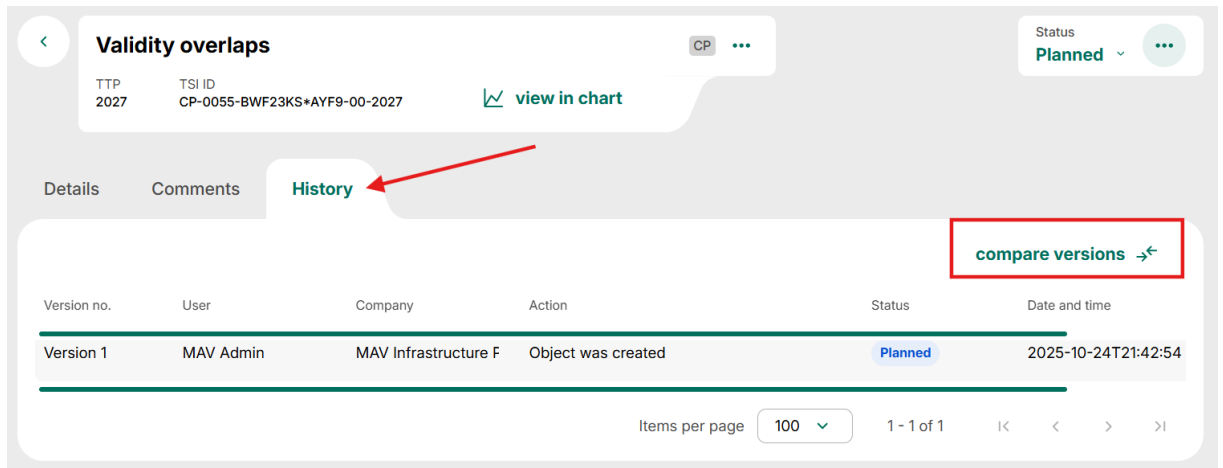 Validity overlaps CP
Status
Planned
TTP TSI ID
2027 CP-0055-BWF23KS*AYF9-00-2027
view in chart
Details Comments History
compare versions
Version no. User Company Action Status Date and time
Version 1 MAV Admin MAV Infrastructure Object was created Planned 2025-10-24T21:42:54
Items per page 100 1 - 1 of 1